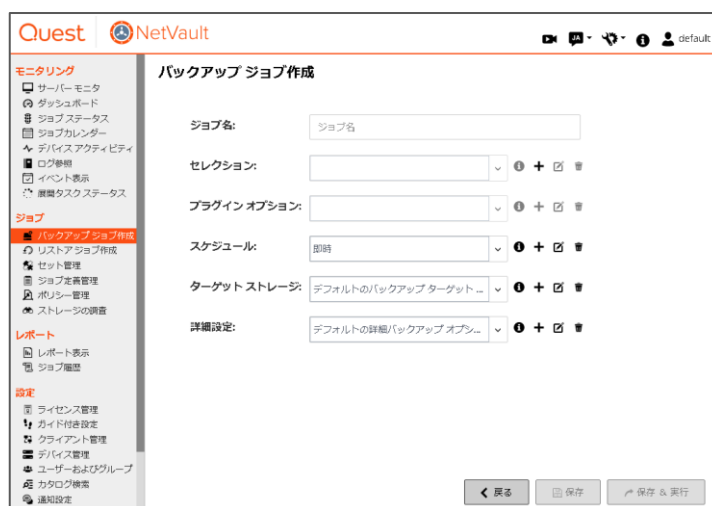 Quest NetVault
JA
default
モニタリング
サーバー モニタ
ダッシュボード
ジョブ ステータス
ジョブカレンダー
デバイス アクティビティ
ログ参照
イベント表示
展開タスク ステータス
ジョブ
バックアップ ジョブ作成
リストア ジョブ作成
セット管理
ジョブ定義管理
ポリシー管理
ストレージの調査
レポート
レポート表示
ジョブ履歴
設定
ライセンス管理
ガイド付き設定
クライアント管理
デバイス管理
ユーザーおよびグループ
カタログ検索
通知設定
バックアップ ジョブ作成
ジョブ名: ジョブ名
セレクション:
プラグイン オプション:
スケジュール: 即時
ターゲット ストレージ: デフォルトのバックアップ ターゲット ...
詳細設定: デフォルトの詳細バックアップ オプシ...
戻る 保存 保存 & 実行